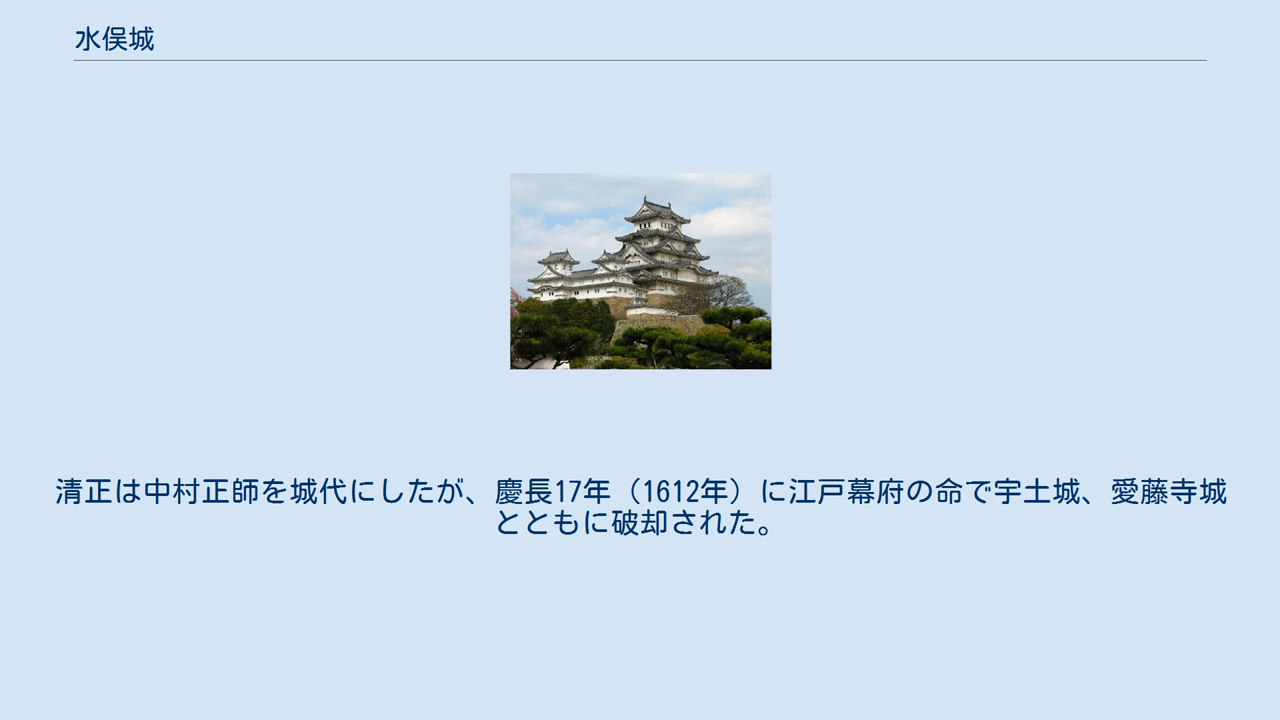 水俣城
清正は中村正師を城代にしたが、慶長17年（1612年）に江戸幕府の命で宇土城、愛藤寺城
とともに破却された。